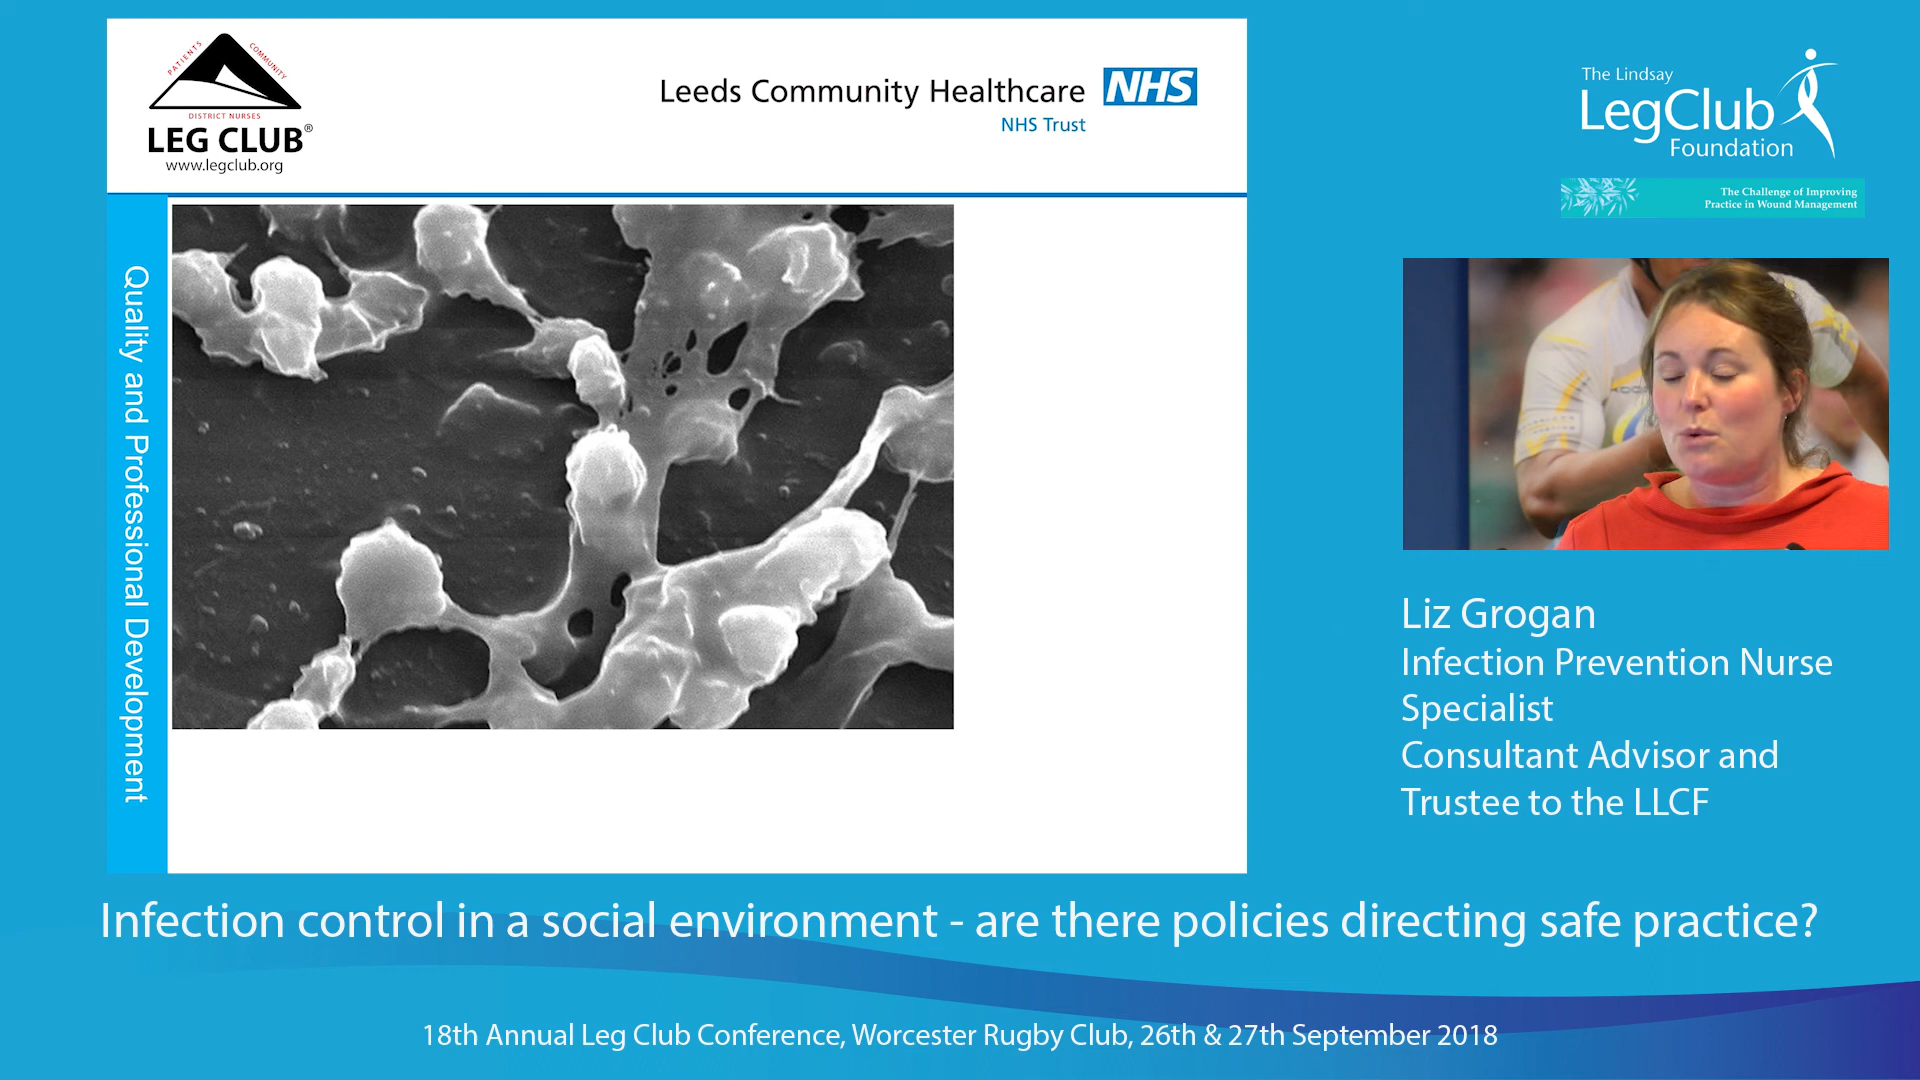 PATIENTS
COMMUNITY
DISTRICT NURSES
LEG CLUB®
www.legclub.org
Leeds Community Healthcare NHS
NHS Trust
Quality and Professional Development
The Lindsay
LegClub
Foundation
The Challenge of Improving
Practice in Wound Management
Liz Grogan
Infection Prevention Nurse
Specialist
Consultant Advisor and
Trustee to the LLCF
Infection control in a social environment - are there policies directing safe practice?
18th Annual Leg Club Conference, Worcester Rugby Club, 26th & 27th September 2018